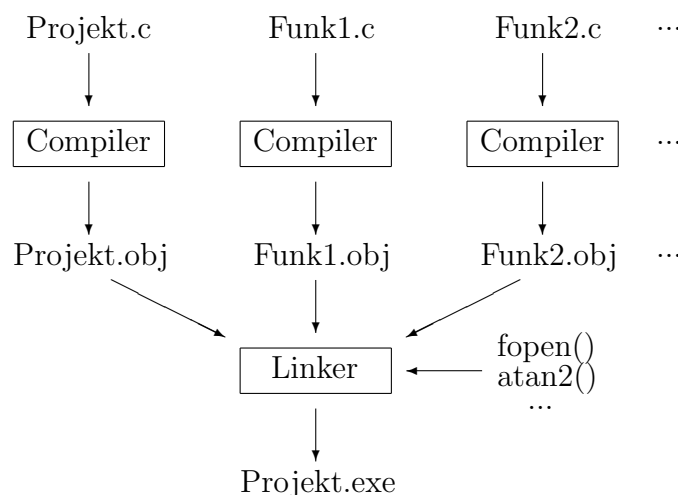 Projekt.c Funk1.c Funk2.c ...
Compiler Compiler Compiler ...
Projekt.obj Funk1.obj Funk2.obj ...
fopen()
Linker atan2()
...
Projekt.exe